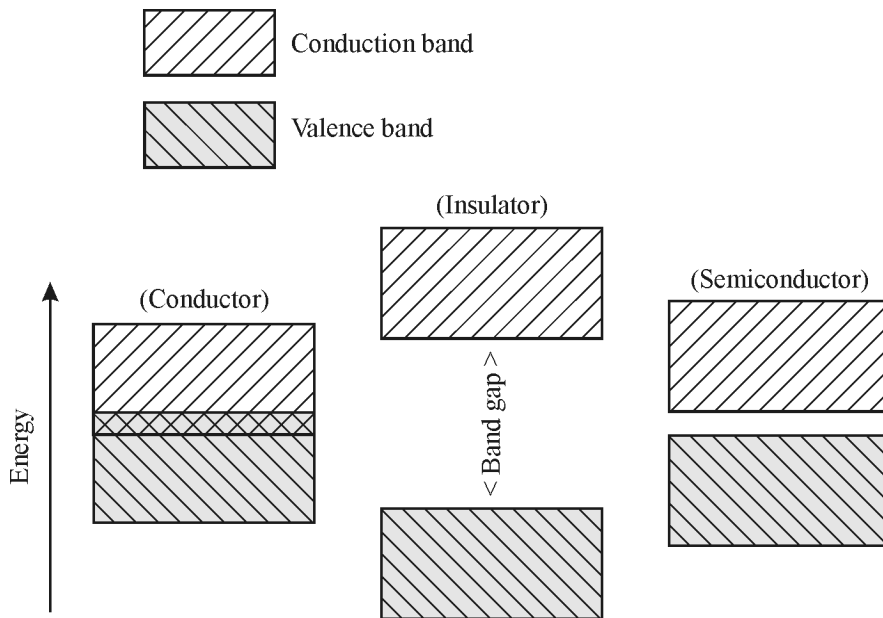 Conduction band
Valence band
(Insulator)
(Semiconductor)
(Conductor)
< Band gap >
Energy